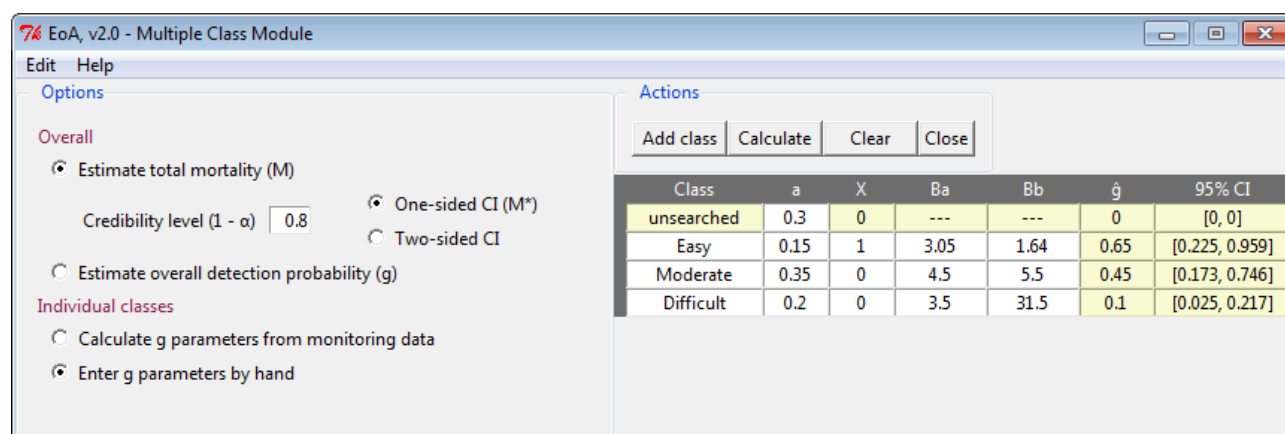 EoA, v2.0 - Multiple Class Module
Edit Help
Options
Overall
Estimate total mortality (M)
Credibility level (1 - α) 0.8
One-sided CI (M*)
Two-sided CI
Estimate overall detection probability (g)
Individual classes
Calculate g parameters from monitoring data
Enter g parameters by hand
Actions
Add class Calculate Clear Close
Class a X Ba Bb ĝ 95% CI
unsearched 0.3 0 --- --- 0 [0, 0]
Easy 0.15 1 3.05 1.64 0.65 [0.225, 0.959]
Moderate 0.35 0 4.5 5.5 0.45 [0.173, 0.746]
Difficult 0.2 0 3.5 31.5 0.1 [0.025, 0.217]